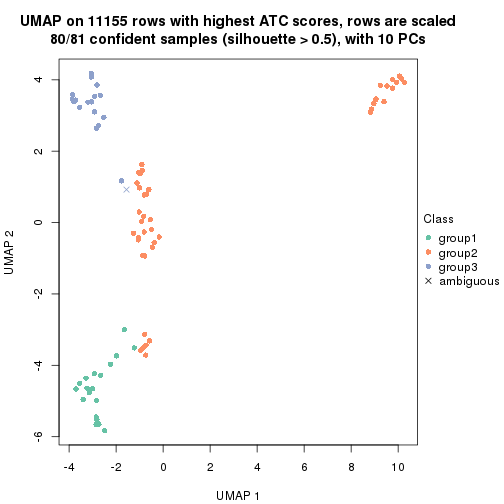 UMAP on 11155 rows with highest ATC scores, rows are scaled
80/81 confident samples (silhouette > 0.5), with 10 PCs
4
2
0
-2
-4
-6
UMAP 2
-4
-2
0
2
4
6
8
10
UMAP 1
Class
group1
group2
group3
ambiguous